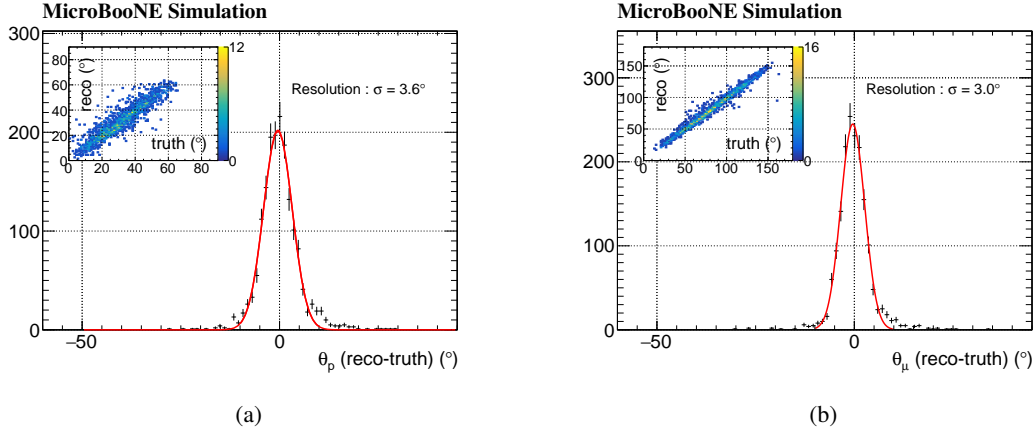 MicroBooNE Simulation
300
200
100
0
−50
0
θp (reco-truth) (°)
Resolution : σ = 3.6°
reco (°)
truth (°)
80
60
40
20
0
0 20 40 60 80
12
0
(a)
MicroBooNE Simulation
300
200
100
0
−50
0
θμ (reco-truth) (°)
Resolution : σ = 3.0°
reco (°)
truth (°)
150
100
50
0
0 50 100 150
16
0
(b)